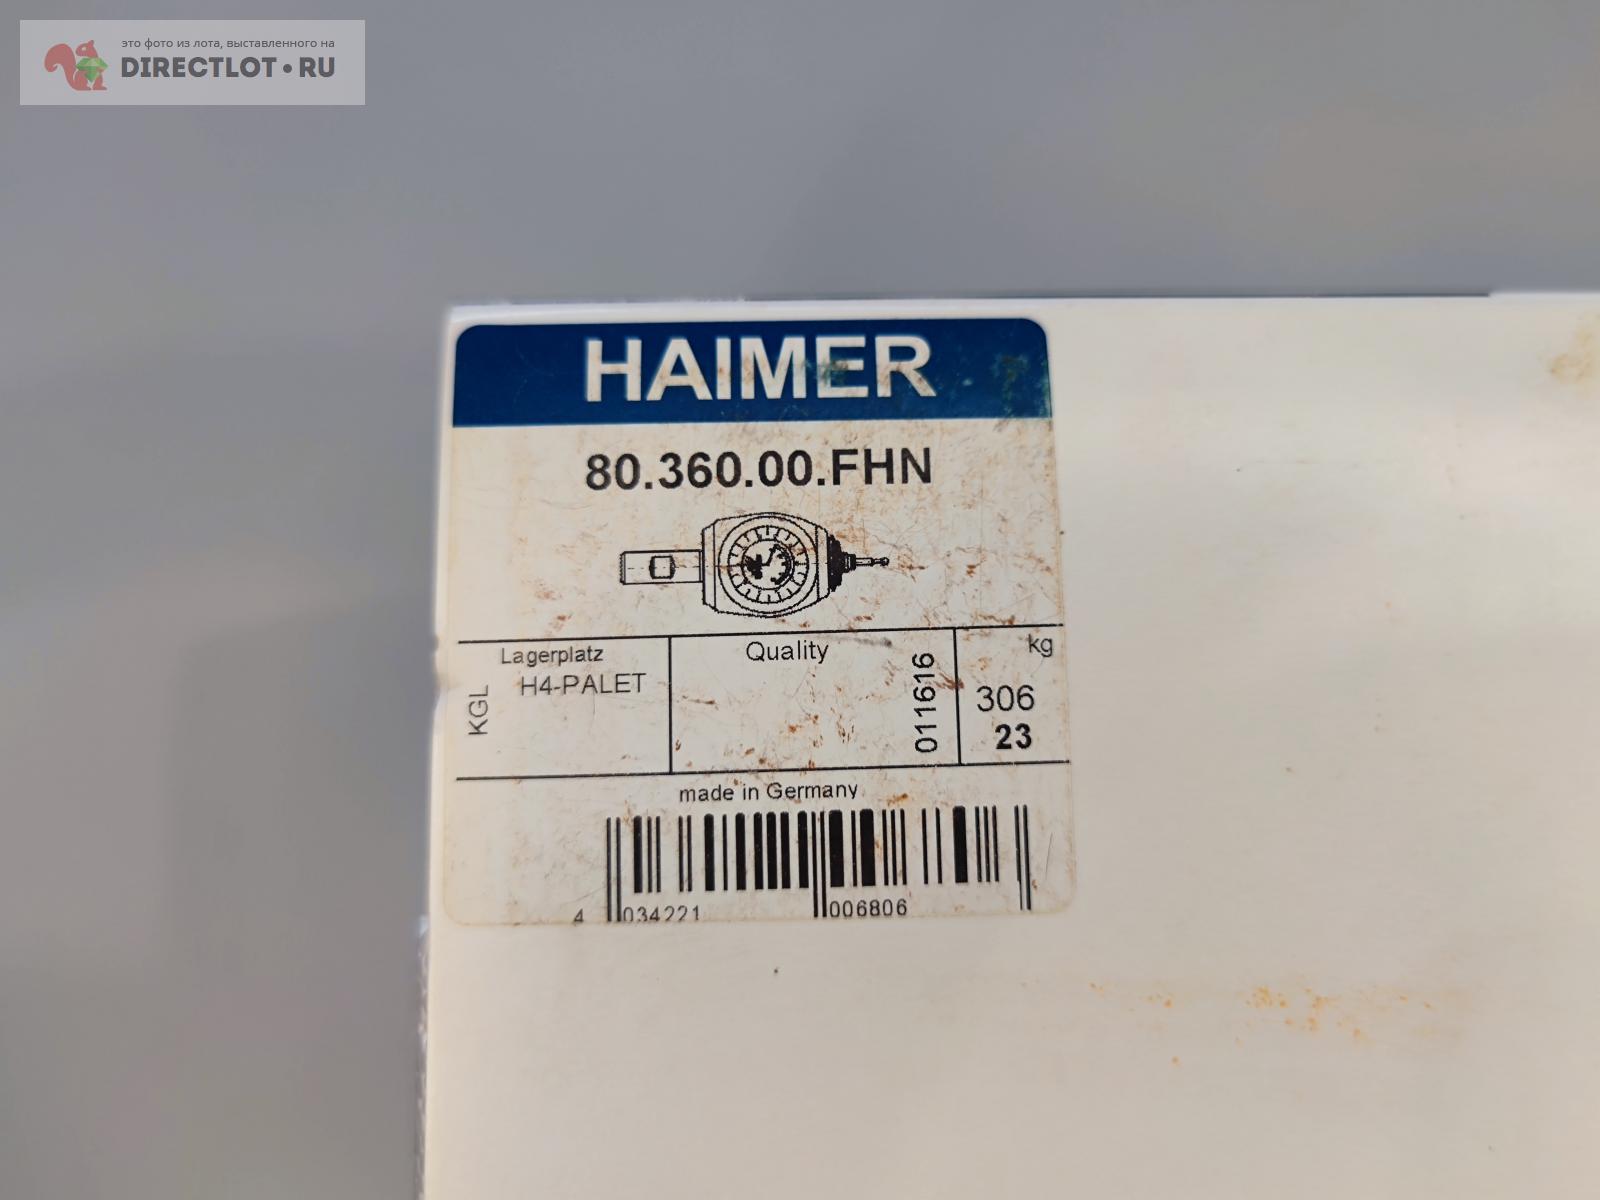 это фото из лота, выставленного на
DIRECTLOT•RU
HAIMER
80.360.00.FHN
Lagerplatz
H4-PALET
KGL
Quality
011616
kg
306
23
made in Germany
4 034221 006806